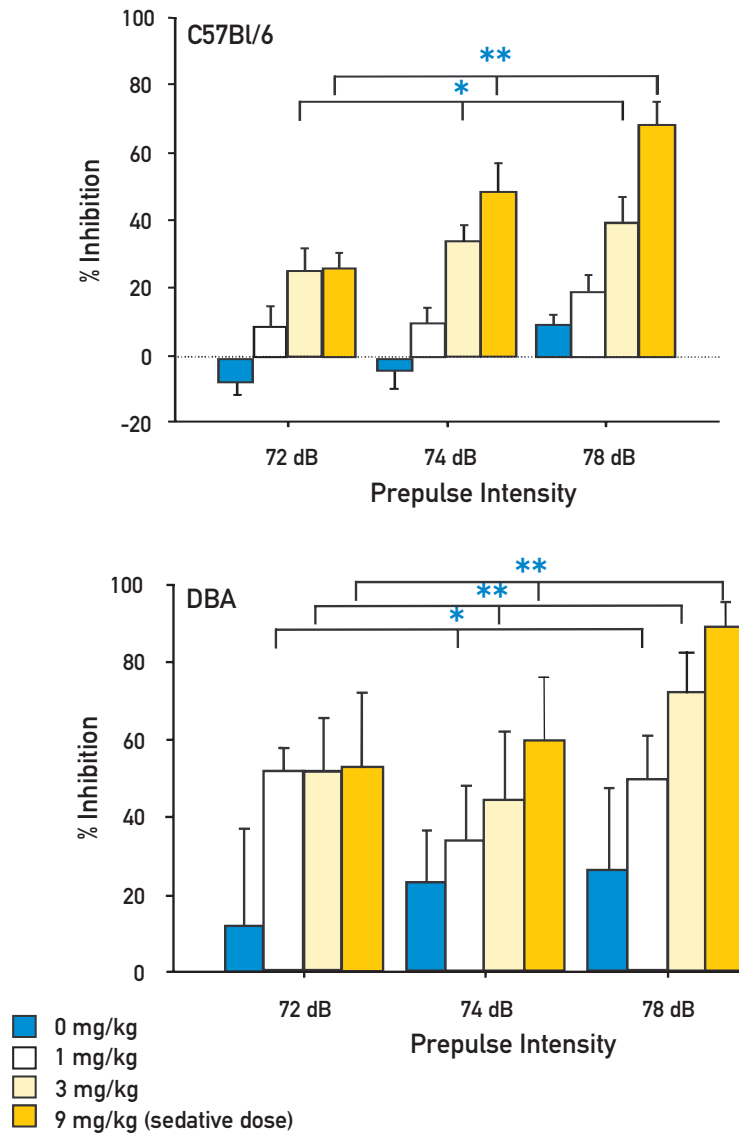 C57Bl/6
**
*
100
80
60
40
20
0
-20
% Inhibition
72 dB 74 dB 78 dB
Prepulse Intensity
DBA
**
**
*
100
80
60
40
20
0
% Inhibition
72 dB 74 dB 78 dB
Prepulse Intensity
0 mg/kg
1 mg/kg
3 mg/kg
9 mg/kg (sedative dose)